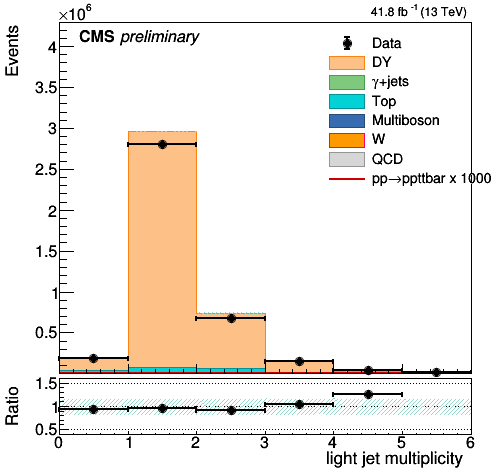 ×10⁶
41.8 fb⁻¹ (13 TeV)
CMS preliminary
Events
4
3.5
3
2.5
2
1.5
1
0.5
Data
DY
γ+jets
Top
Multiboson
W
QCD
pp→ppttbar x 1000
Ratio
1.5
1
0.5
0 1 2 3 4 5 6
light jet multiplicity